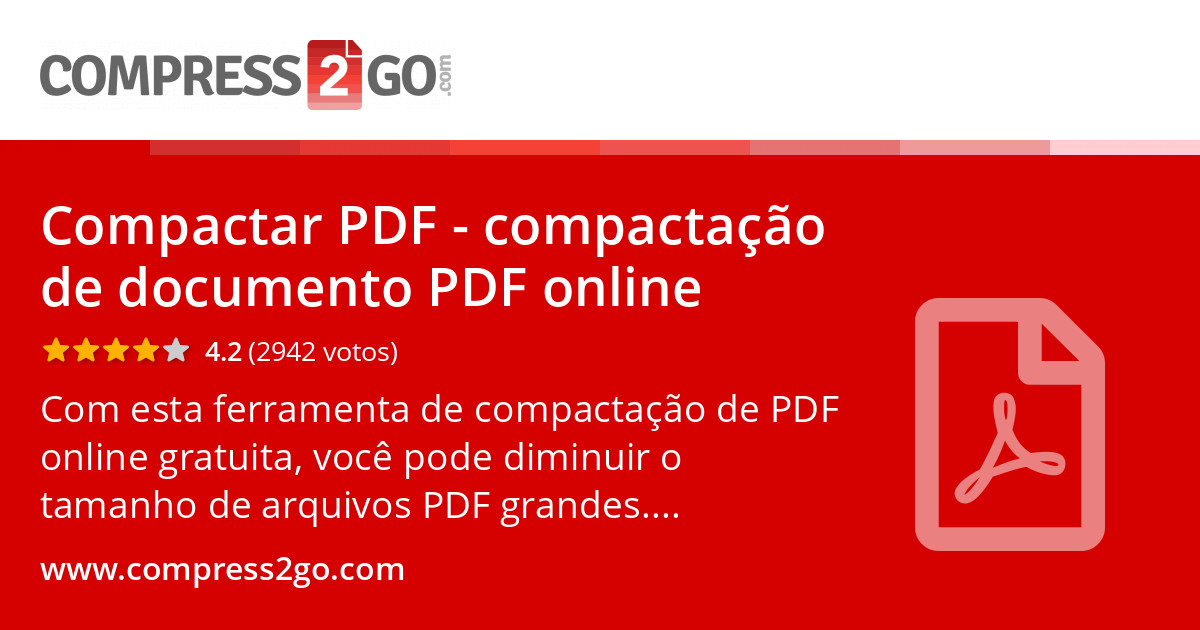 COMPRESS2GO.com
Compactar PDF - compactação
de documento PDF online
4.2 (2942 votos)
Com esta ferramenta de compactação de PDF
online gratuita, você pode diminuir o
tamanho de arquivos PDF grandes....
www.compress2go.com